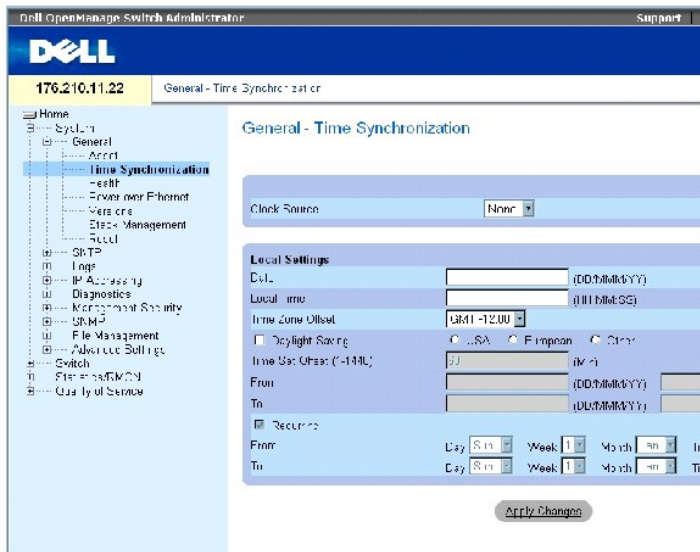 Dell OpenManage Switch Administrator Support
DELL
176.210.11.22 General - Time Synchronization
Home
System
General
Asset
Time Synchronization
Health
Power over Ethernet
Versions
Stack Management
Reset
SNTP
Logs
IP Addressing
Diagnostics
Management Security
SNMP
File Management
Advanced Settings
Switch
Statistics/RMON
Quality of Service
General - Time Synchronization
Clock Source None
Local Settings
Date (DD/MMM/YY)
Local Time (HH:MM:SS)
Time Zone Offset GMT -12:00
Daylight Saving USA European Other
Time Set Offset (1-1440) 60 (Min)
From (DD/MMM/YY)
To (DD/MMM/YY)
Recurring
From Day Sun Week 1 Month Jan
To Day Sun Week 1 Month Jan
Apply Changes